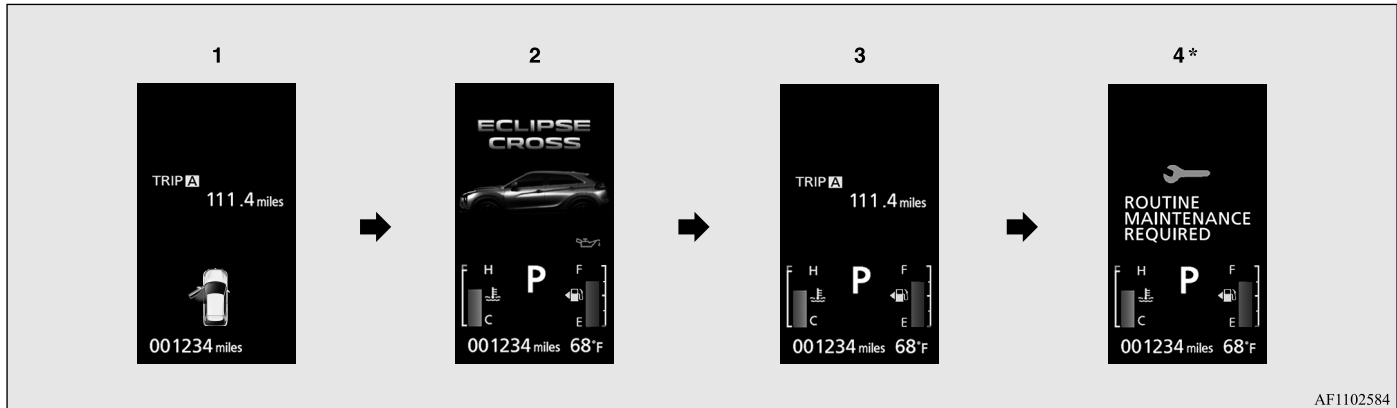 1
TRIP A
111.4 miles
001234 miles
2
ECLIPSE
CROSS
H P F
C E
001234 miles 68°F
3
TRIP A
111.4 miles
H F
C E
001234 miles 68°F
4*
ROUTINE
MAINTENANCE
REQUIRED
H P F
C E
001234 miles 68°F
AF1102584